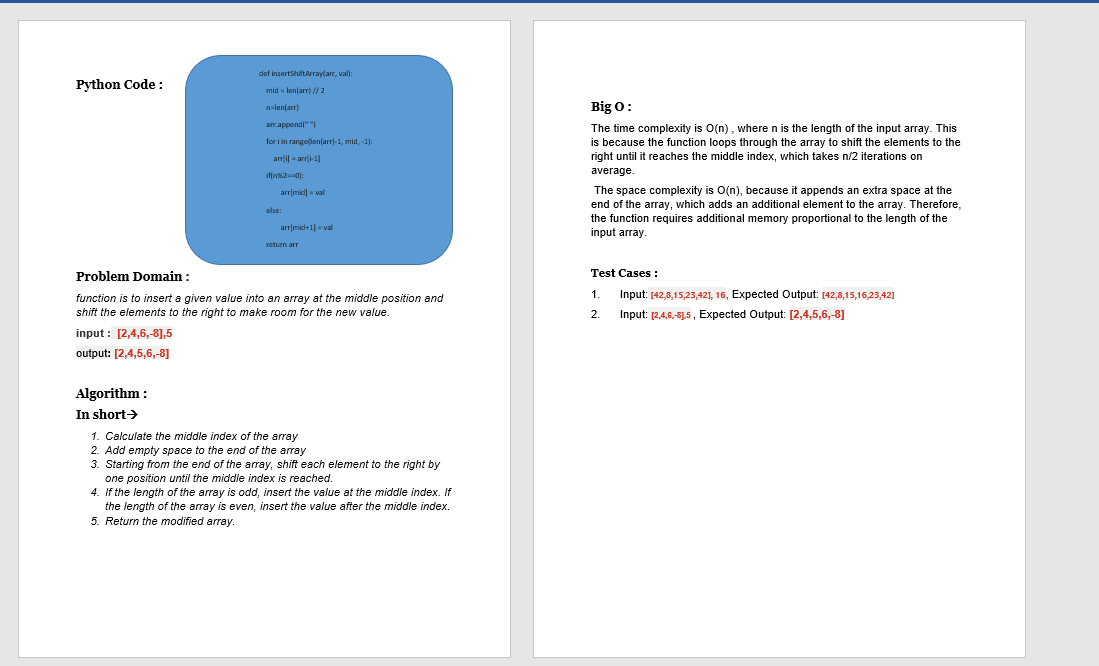 Python Code :
def insertShiftArray(arr, val):
mid = len(arr) // 2
n=len(arr)
arr.append(" ")
for i in range(len(arr)-1, mid, -1):
arr[i] = arr[i-1]
if(n%2==0):
arr[mid] = val
else:
arr[mid+1] = val
return arr
Problem Domain :
function is to insert a given value into an array at the middle position and
shift the elements to the right to make room for the new value.
input : [2,4,6,-8],5
output: [2,4,5,6,-8]
Algorithm :
In short→
1. Calculate the middle index of the array
2. Add empty space to the end of the array
3. Starting from the end of the array, shift each element to the right by
one position until the middle index is reached.
4. If the length of the array is odd, insert the value at the middle index. If
the length of the array is even, insert the value after the middle index.
5. Return the modified array.
Big O :
The time complexity is O(n) , where n is the length of the input array. This
is because the function loops through the array to shift the elements to the
right until it reaches the middle index, which takes n/2 iterations on
average.
The space complexity is O(n), because it appends an extra space at the
end of the array, which adds an additional element to the array. Therefore,
the function requires additional memory proportional to the length of the
input array.
Test Cases :
1. Input: [42,8,15,23,42], 16, Expected Output: [42,8,15,16,23,42]
2. Input: [2,4,6,-8],5 , Expected Output: [2,4,5,6,-8]